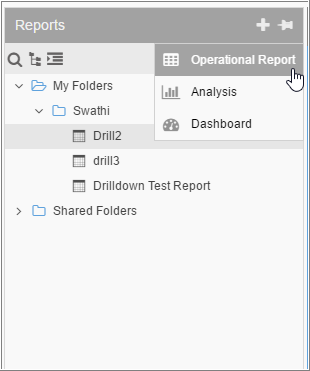 Reports
Operational Report
My Folders
Analysis
Swathi
Dashboard
Drill2
drill3
Drilldown Test Report
Shared Folders